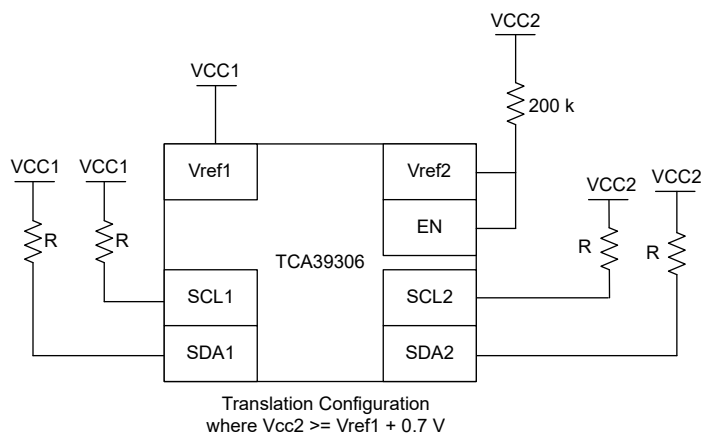 VCC2
200 k
VCC1
VCC1
VCC1
R
R
Vref1
Vref2
EN
VCC2
VCC2
R
R
TCA39306
SCL1
SCL2
SDA1
SDA2
Translation Configuration
where Vcc2 >= Vref1 + 0.7 V